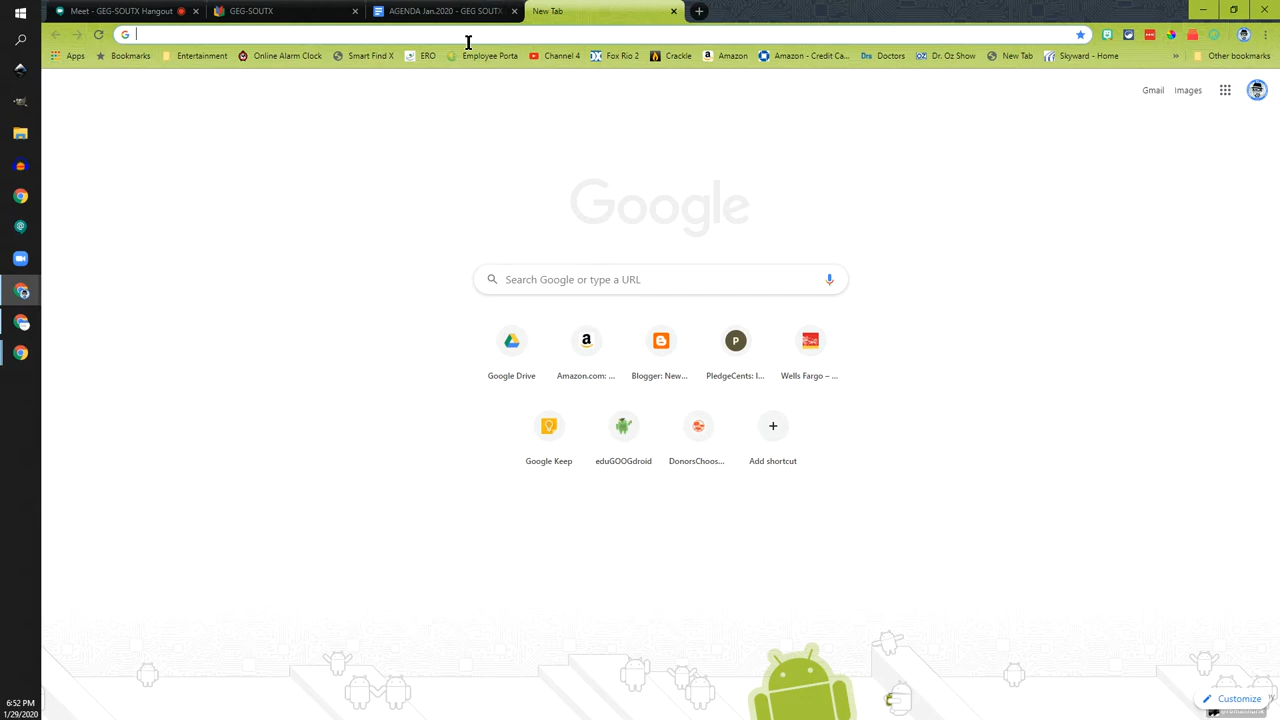 Meet - GEG-SOUTX Hangout
GEG-SOUTX
AGENDA Jan.2020 - GEG SOUTX
New Tab
Apps
Bookmarks
Entertainment
Online Alarm Clock
Smart Find X
ERO
Employee Porta
Channel 4
Fox Rio 2
Crackle
Amazon
Amazon - Credit Ca...
Doctors
Dr. Oz Show
New Tab
Skyward - Home
Other bookmarks
Gmail
Images
Google
Search Google or type a URL
Google Drive
Amazon.com: ...
Blogger: New...
PledgeCents: I...
Wells Fargo – ...
Google Keep
eduGOOGdroid
DonorsChoos...
Add shortcut
Customize
6:52 PM
1/29/2020